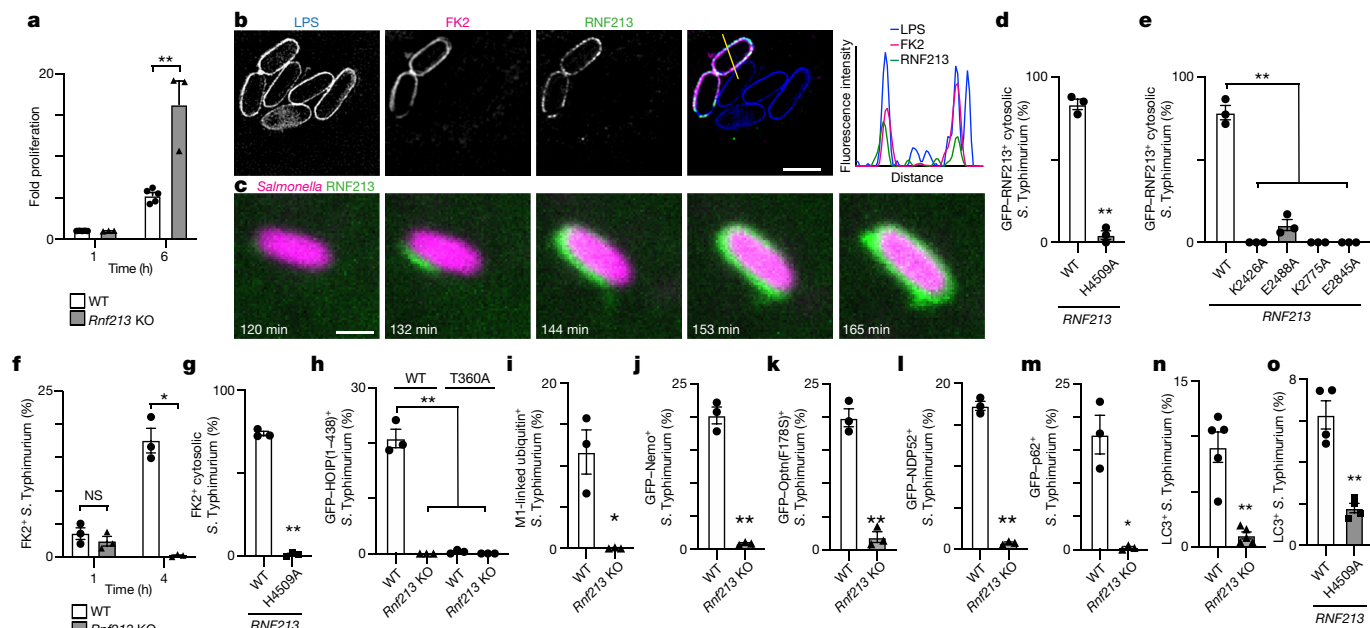 a
Fold proliferation
20
0
**
1
6
Time (h)
WT
Rnf213 KO
b
LPS
FK2
RNF213
Fluorescence intensity
LPS
FK2
RNF213
Distance
c
Salmonella RNF213
120 min
132 min
144 min
153 min
165 min
d
GFP–RNF213+ cytosolic
S. Typhimurium (%)
100
0
**
WT
H4509A
RNF213
e
GFP–RNF213+ cytosolic
S. Typhimurium (%)
100
0
**
WT
K2426A
E2488A
K2775A
E2845A
RNF213
f
FK2+ S. Typhimurium (%)
25
0
NS
*
1
4
Time (h)
WT
Rnf213 KO
g
FK2+ cytosolic
S. Typhimurium (%)
100
0
**
WT
H4509A
RNF213
h
GFP–HOIP(1–438)+
S. Typhimurium (%)
30
0
WT
T360A
**
WT
Rnf213 KO
WT
Rnf213 KO
i
M1-linked ubiquitin+
S. Typhimurium (%)
20
0
*
WT
Rnf213 KO
j
GFP–Nemo+
S. Typhimurium (%)
25
0
**
WT
Rnf213 KO
k
GFP–Optn(F178S)+
S. Typhimurium (%)
25
0
**
WT
Rnf213 KO
l
GFP–NDP52+
S. Typhimurium (%)
20
0
**
WT
Rnf213 KO
m
GFP–p62+
S. Typhimurium (%)
25
0
*
WT
Rnf213 KO
n
LC3+ S. Typhimurium (%)
15
0
**
WT
Rnf213 KO
o
LC3+ S. Typhimurium (%)
8
4
0
**
WT
H4509A
RNF213